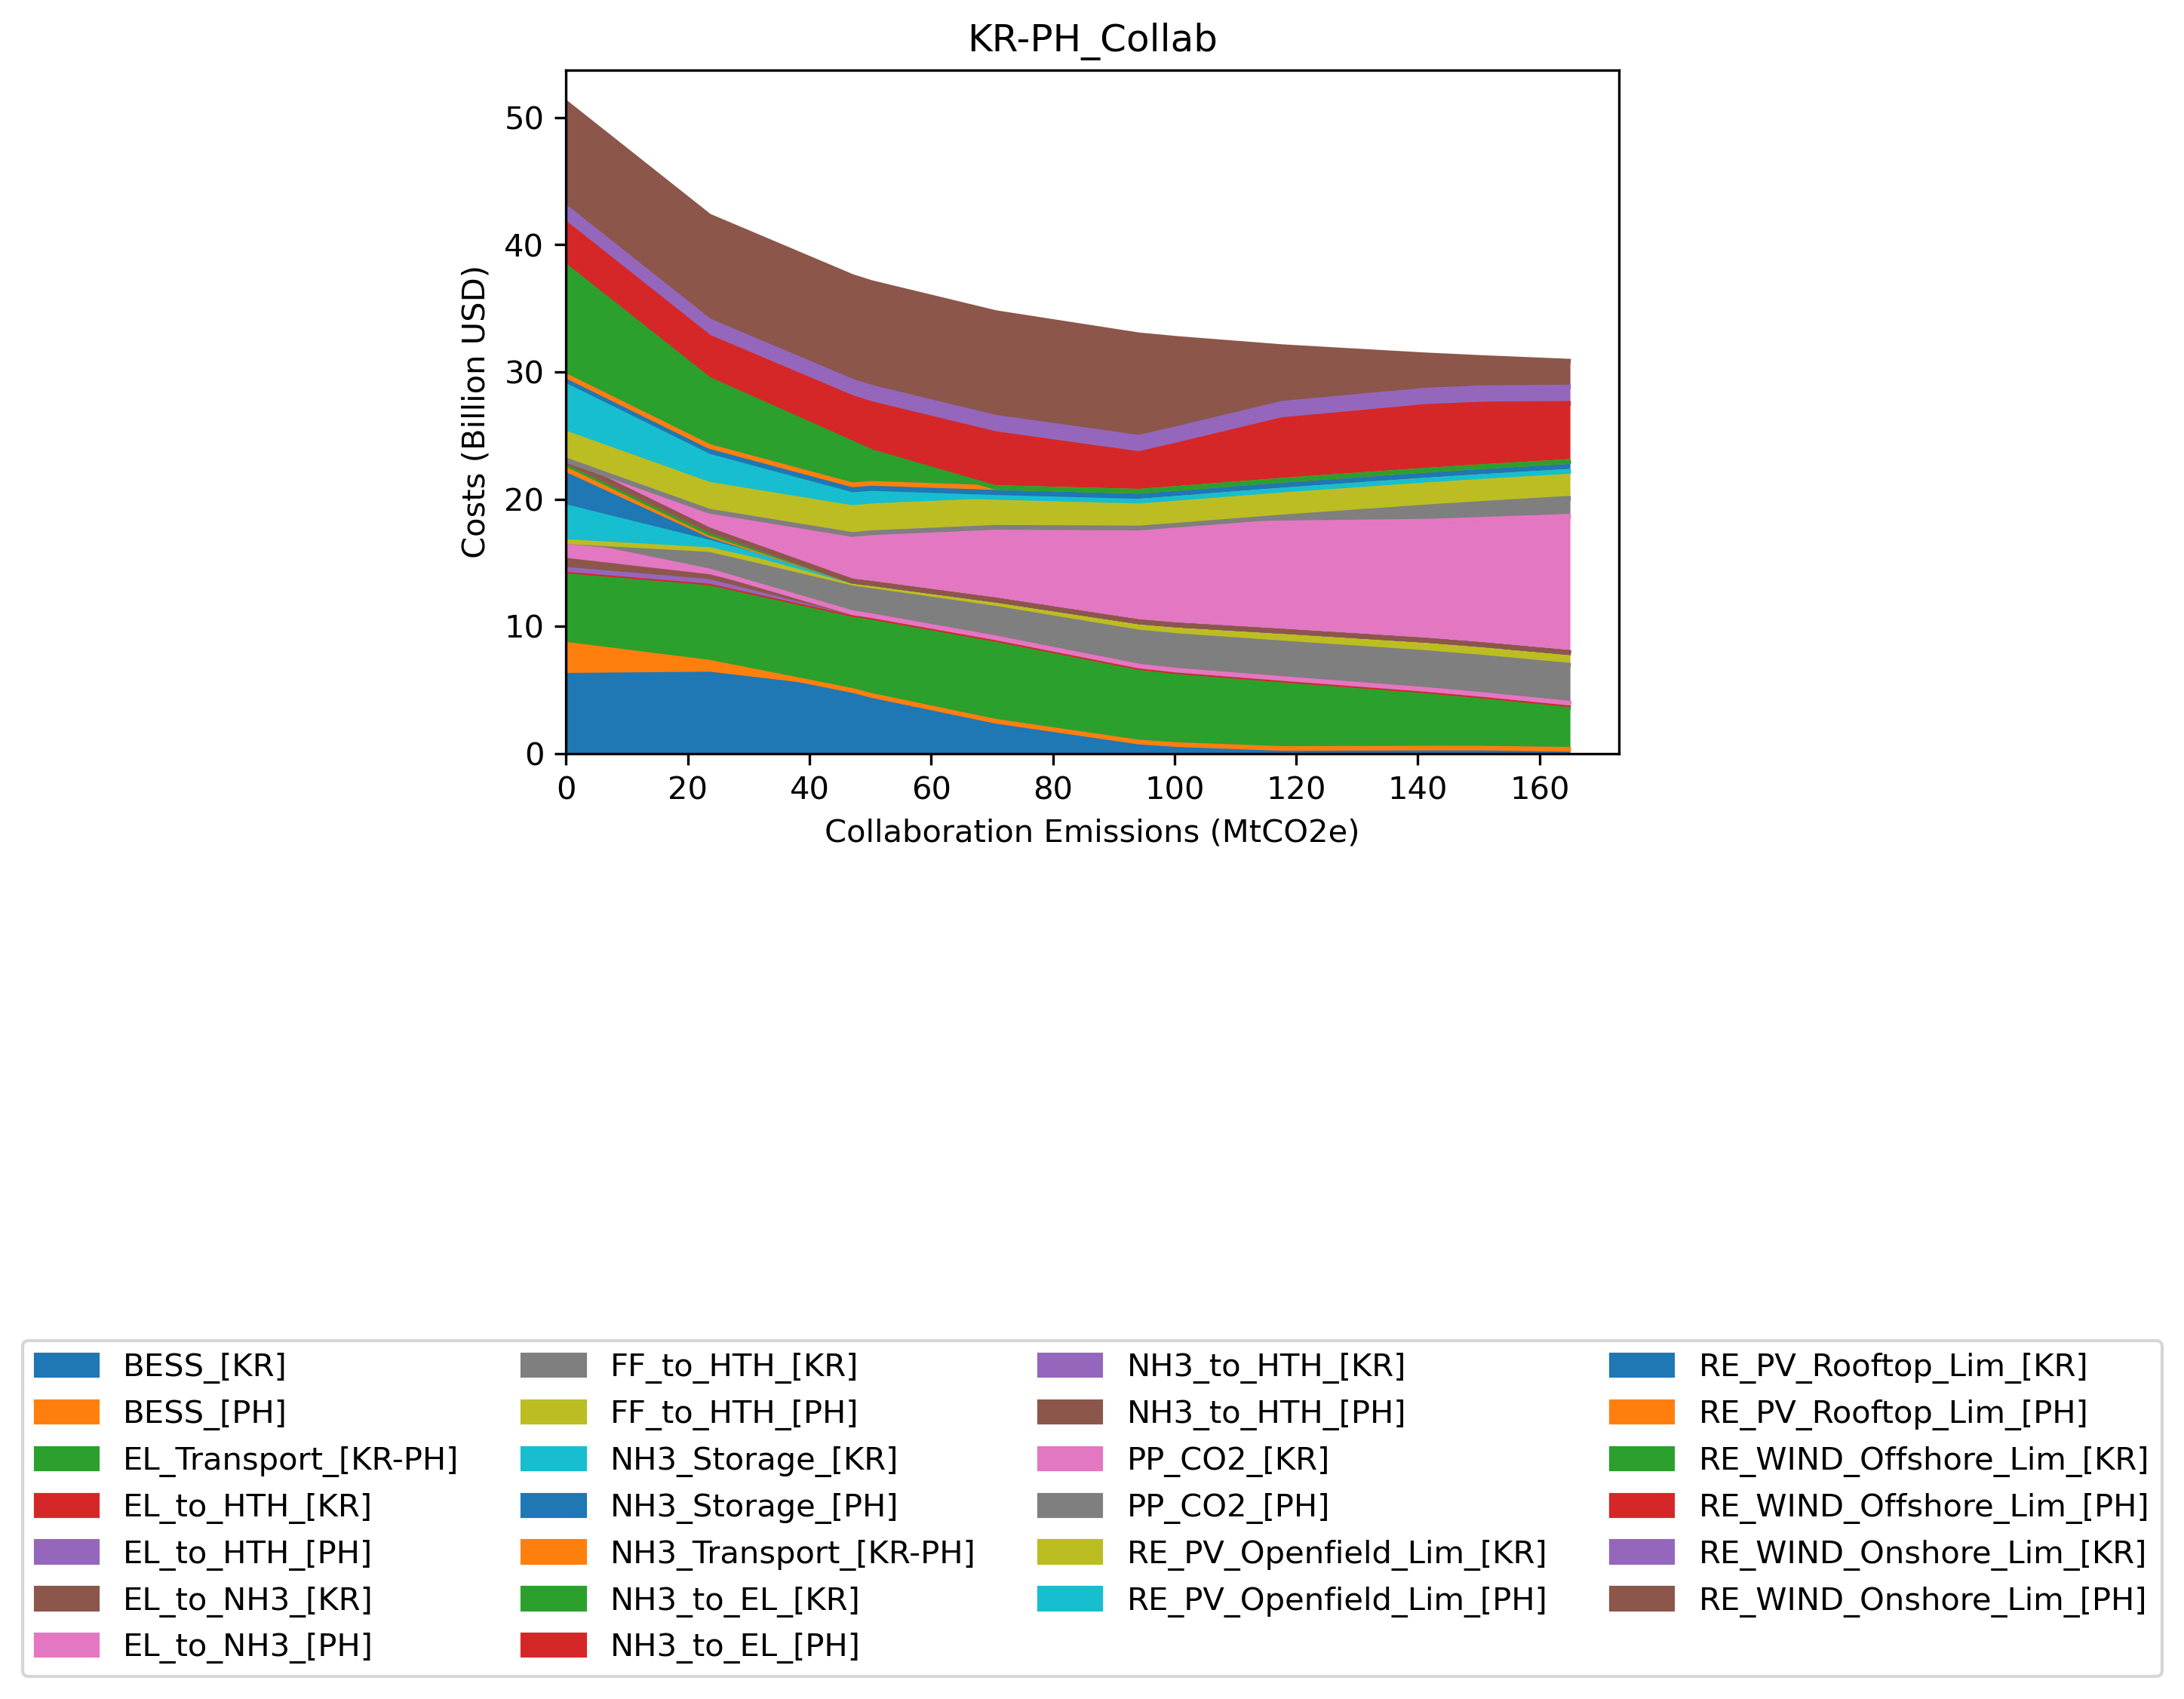 KR-PH_Collab
50
40
30
20
10
0
Costs (Billion USD)
0 20 40 60 80 100 120 140 160
Collaboration Emissions (MtCO2e)
BESS_[KR]
BESS_[PH]
EL_Transport_[KR-PH]
EL_to_HTH_[KR]
EL_to_HTH_[PH]
EL_to_NH3_[KR]
EL_to_NH3_[PH]
FF_to_HTH_[KR]
FF_to_HTH_[PH]
NH3_Storage_[KR]
NH3_Storage_[PH]
NH3_Transport_[KR-PH]
NH3_to_EL_[KR]
NH3_to_EL_[PH]
NH3_to_HTH_[KR]
NH3_to_HTH_[PH]
PP_CO2_[KR]
PP_CO2_[PH]
RE_PV_Openfield_Lim_[KR]
RE_PV_Openfield_Lim_[PH]
RE_PV_Rooftop_Lim_[KR]
RE_PV_Rooftop_Lim_[PH]
RE_WIND_Offshore_Lim_[KR]
RE_WIND_Offshore_Lim_[PH]
RE_WIND_Onshore_Lim_[KR]
RE_WIND_Onshore_Lim_[PH]